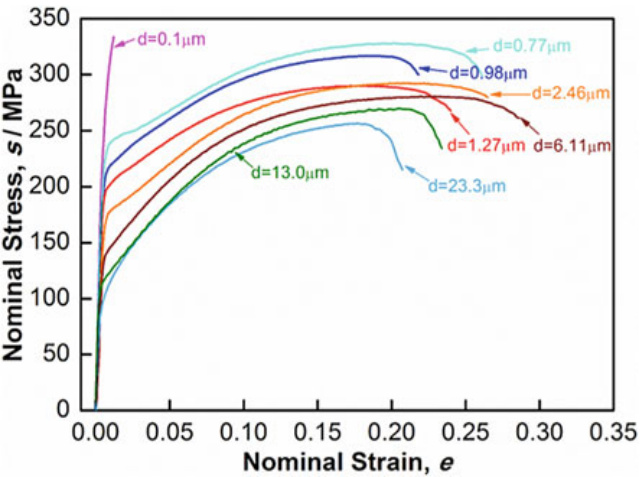 350
300
250
200
150
100
50
0
Nominal Stress, s / MPa
d=0.1μm
d=0.77μm
d=0.98μm
d=2.46μm
d=1.27μm
d=6.11μm
d=13.0μm
d=23.3μm
0.00 0.05 0.10 0.15 0.20 0.25 0.30 0.35
Nominal Strain, e